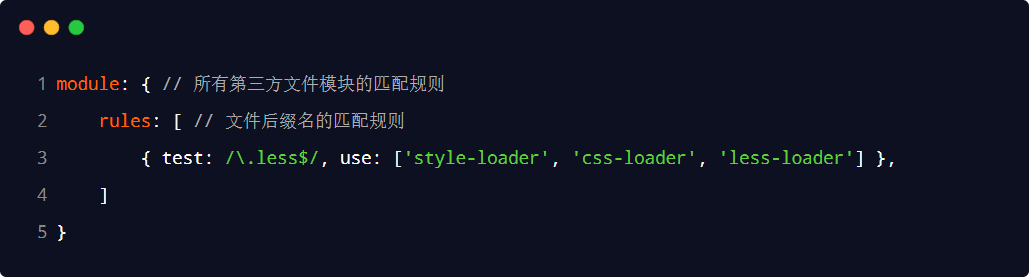 1 module: { // 所有第三方文件模块的匹配规则
2     rules: [ // 文件后缀名的匹配规则
3         { test: /\.less$/, use: ['style-loader', 'css-loader', 'less-loader'] },
4     ]
5 }